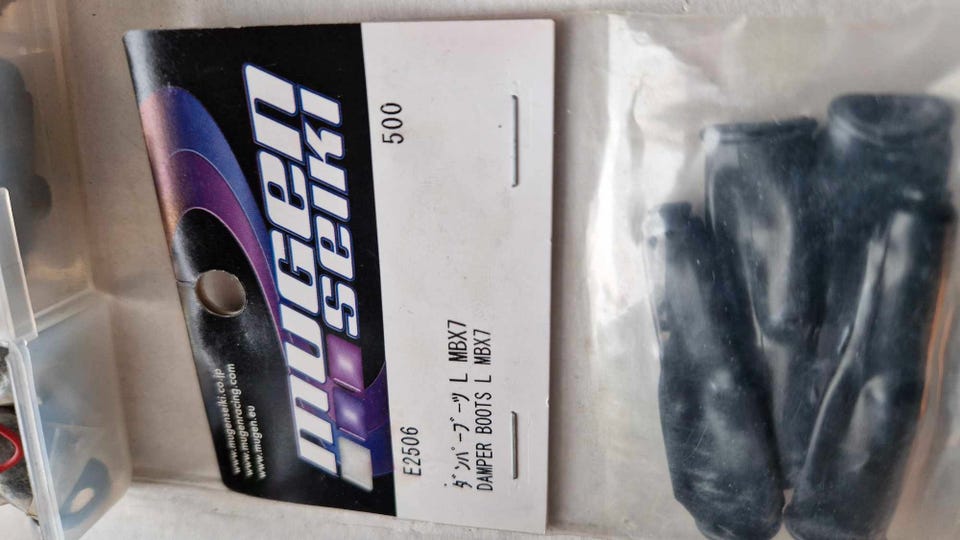 mugen
seiki
www.mugenseiki.co.jp
www.mugenracing.com
www.mugen.eu
E2506
500
ﾀﾞﾝﾊﾟｰﾌﾞｰﾂ L MBX7
DAMPER BOOTS L MBX7